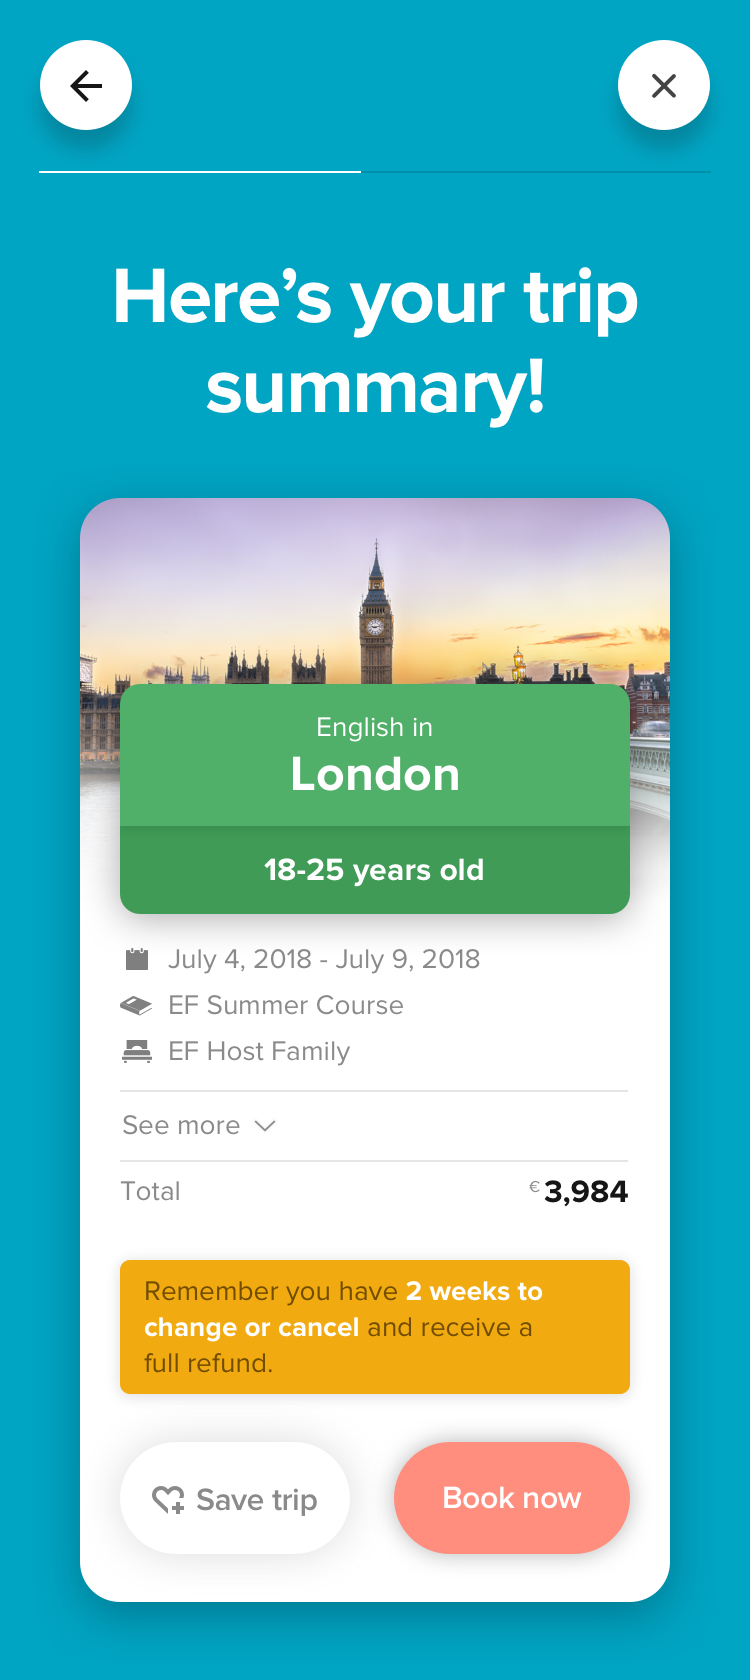 Here’s your trip
summary!
English in
London
18-25 years old
July 4, 2018 - July 9, 2018
EF Summer Course
EF Host Family
See more
Total € 3,984
Remember you have 2 weeks to
change or cancel and receive a
full refund.
Save trip
Book now